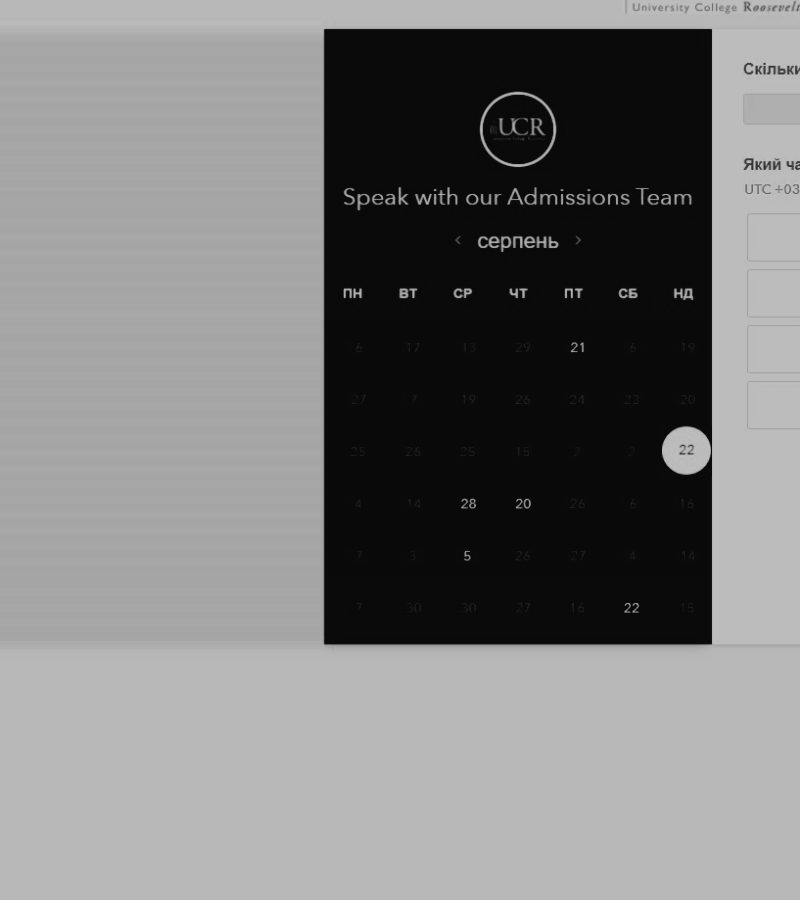 University College Roosevelt
UCR
Speak with our Admissions Team
< серпень >
ПН ВТ СР ЧТ ПТ СБ НД
6 17 13 29 21 6 19
27 19 26 24 22 20
25 26 25 15 22
4 14 28 20 26 6 16
7 3 5 26 27 4 14
7 30 30 27 16 22 15
Скільки
Який ча
UTC +03